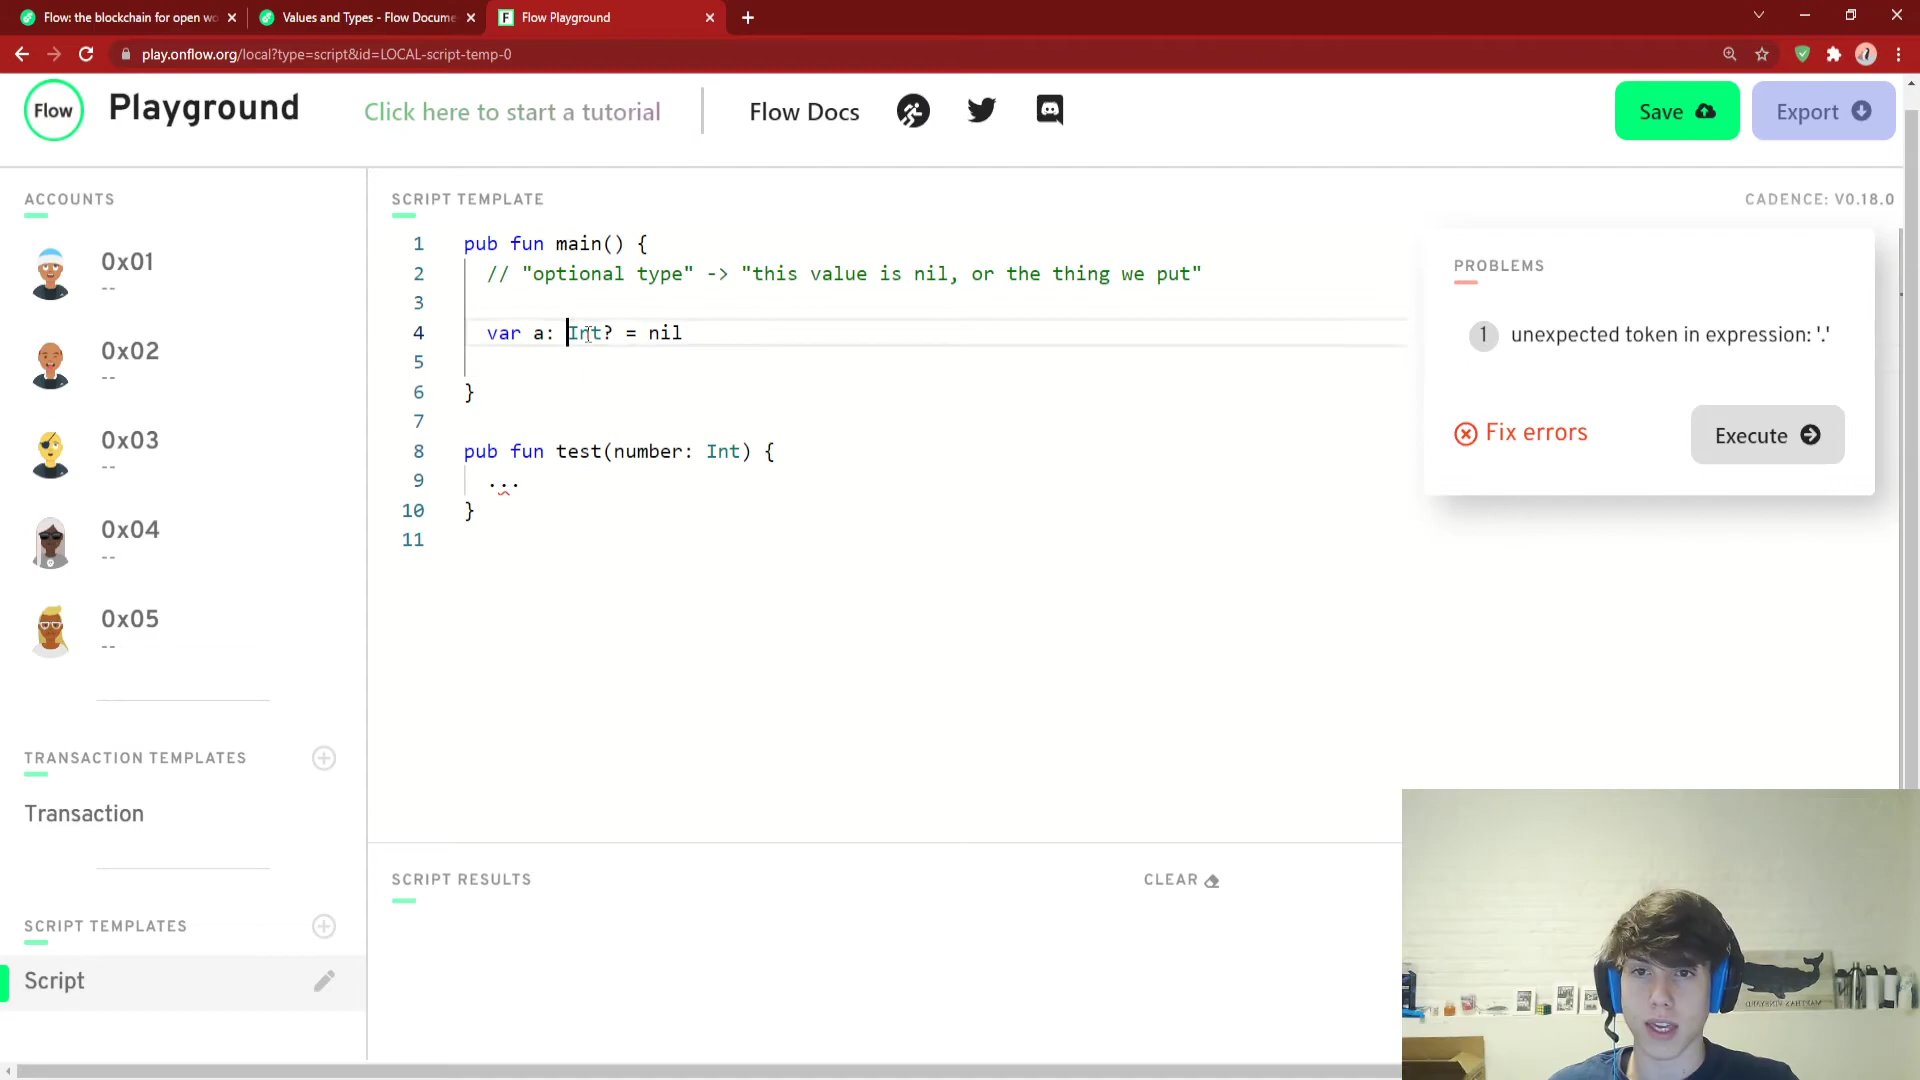 Flow: the blockchain for open wo
Values and Types - Flow Docume
F
Flow Playground
play.onflow.org/local?type=script&id=LOCAL-script-temp-0
Flow
Playground
Click here to start a tutorial
Flow Docs
Save
Export
ACCOUNTS
0x01
--
0x02
--
0x03
--
0x04
--
0x05
--
TRANSACTION TEMPLATES
Transaction
SCRIPT TEMPLATES
Script
SCRIPT TEMPLATE
CADENCE: V0.18.0
1 pub fun main() {
2 // "optional type" -> "this value is nil, or the thing we put"
3
4 var a: Int? = nil
5
6 }
7
8 pub fun test(number: Int) {
9 ...
10 }
11
PROBLEMS
1 unexpected token in expression: '.'
Fix errors
Execute
SCRIPT RESULTS
CLEAR